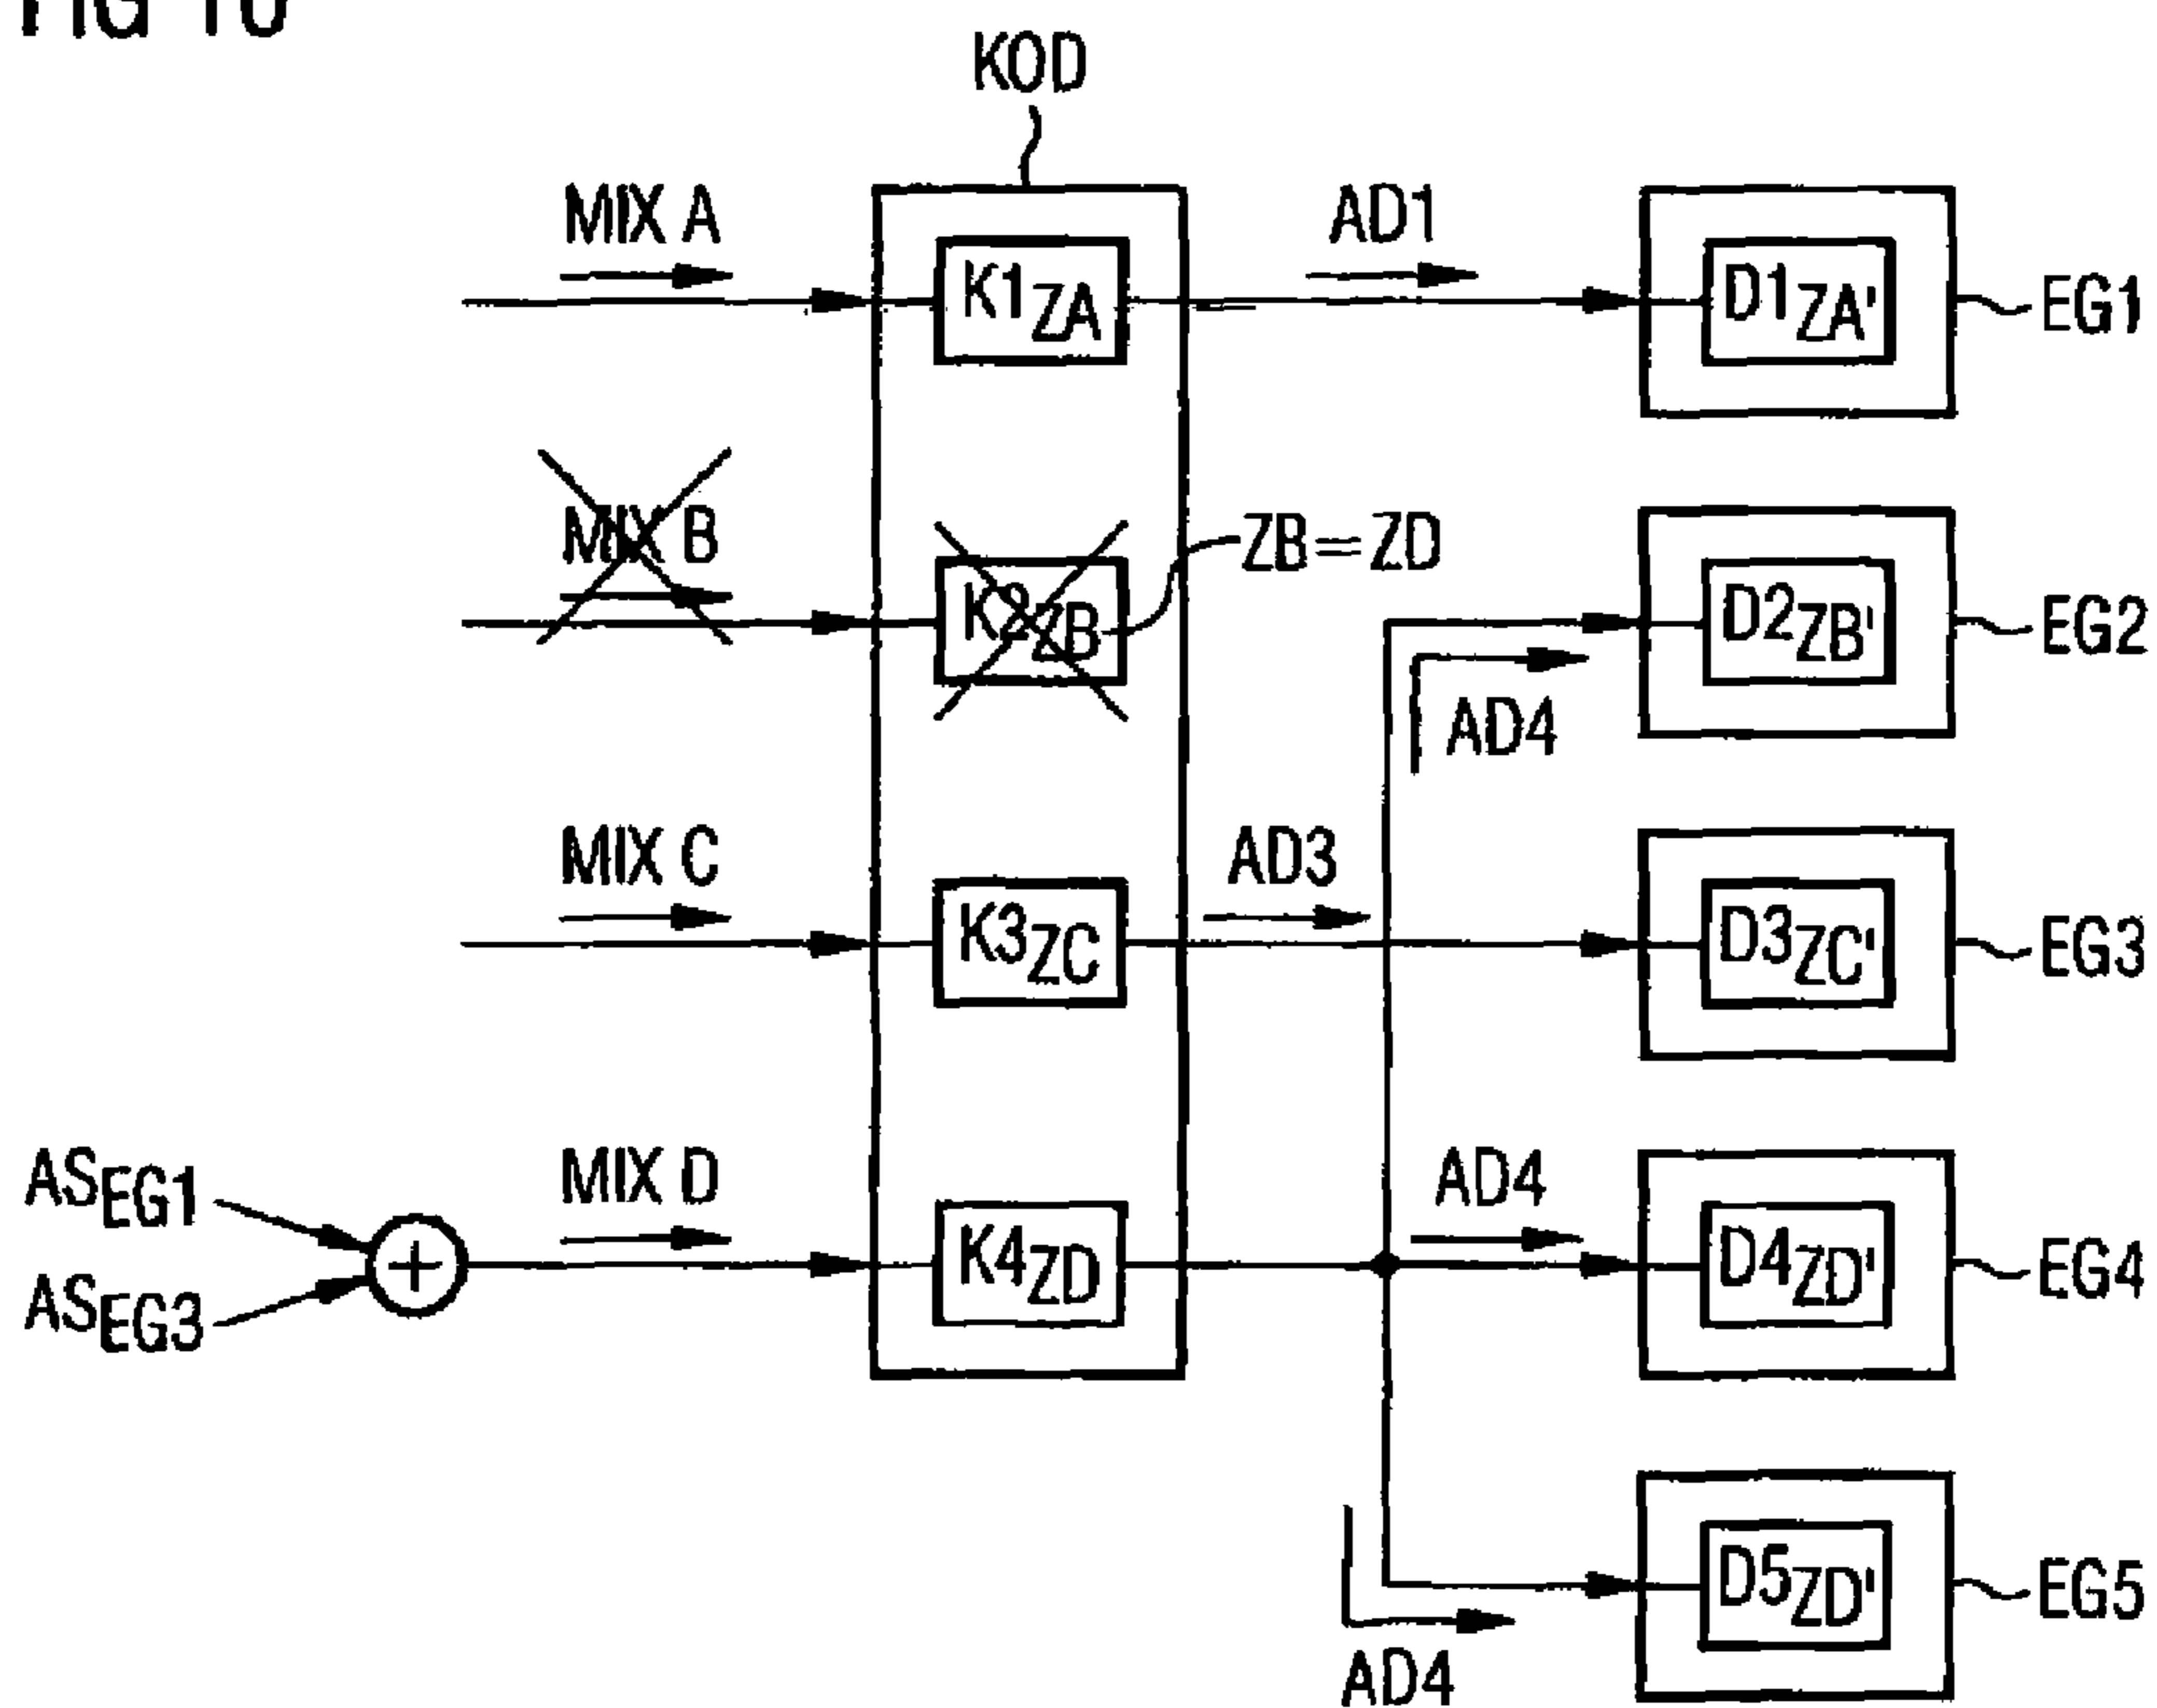 FIG 10
KOD
MIX A
K1ZA
AD1
D1ZA'
EG1
MIX B
K2ZB
ZB=ZD
D2ZB'
EG2
AD4
MIX C
K3ZC
AD3
D3ZC'
EG3
ASEG1
ASEG3
+
MIX D
K4ZD
AD4
D4ZD'
EG4
D5ZD'
EG5
AD4